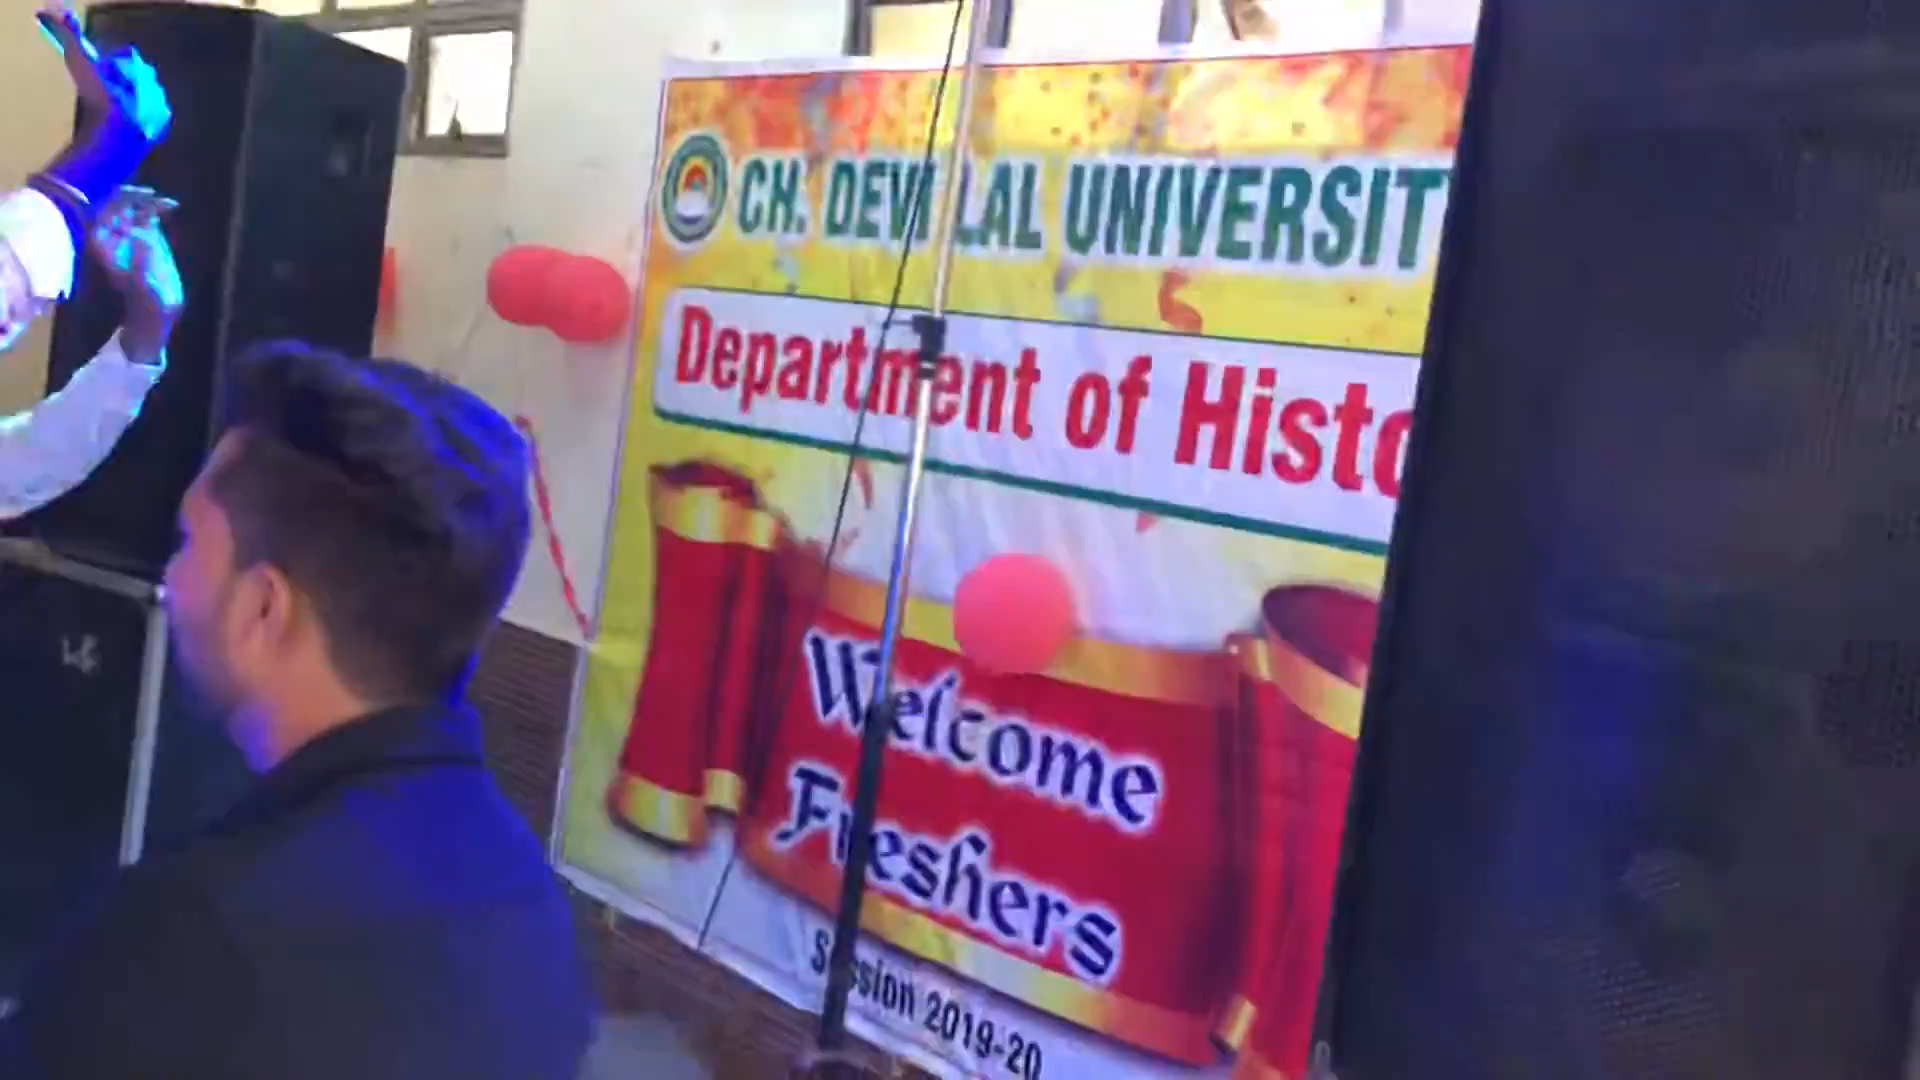 CH. DEVI LAL UNIVERSIT
Department of Histo
Welcome
Freshers
Session 2019-20